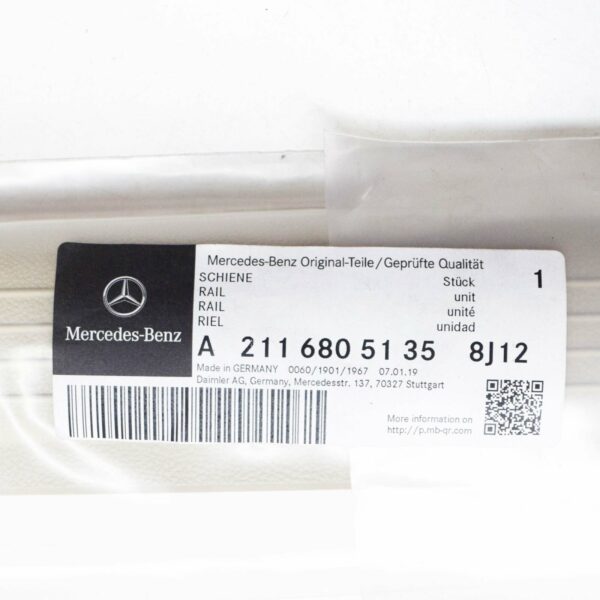 Mercedes-Benz Original-Teile/Geprüfte Qualität
SCHIENE Stück 1
RAIL unit
RAIL unité
RIEL unidad
Mercedes-Benz
A 211 680 51 35 8J12
Made in GERMANY 0060/1901/1967 07.01.19
Daimler AG, Germany, Mercedesstr. 137, 70327 Stuttgart
More information on
http://p.mb-qr.com